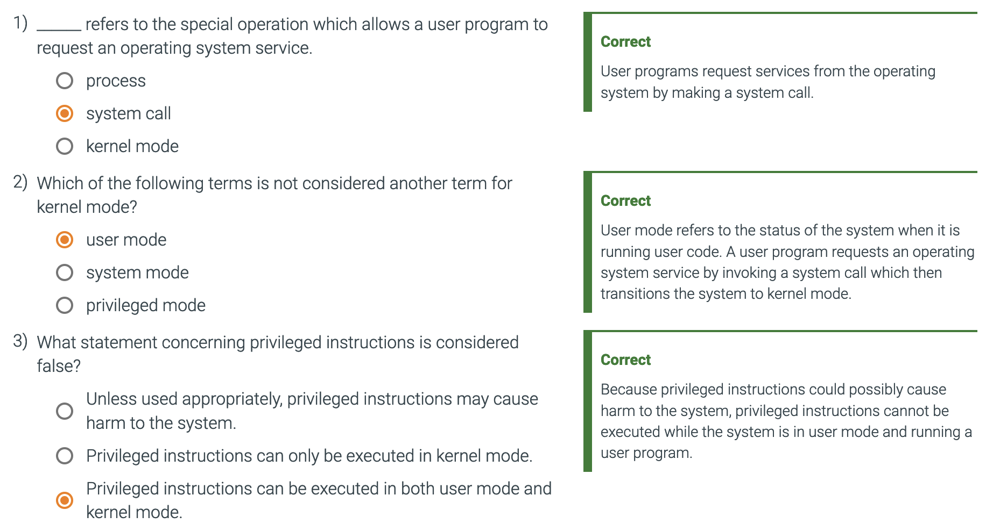 1) ______ refers to the special operation which allows a user program to
request an operating system service.
process
system call
kernel mode
Correct
User programs request services from the operating
system by making a system call.
2) Which of the following terms is not considered another term for
kernel mode?
user mode
system mode
privileged mode
Correct
User mode refers to the status of the system when it is
running user code. A user program requests an operating
system service by invoking a system call which then
transitions the system to kernel mode.
3) What statement concerning privileged instructions is considered
false?
Unless used appropriately, privileged instructions may cause
harm to the system.
Privileged instructions can only be executed in kernel mode.
Privileged instructions can be executed in both user mode and
kernel mode.
Correct
Because privileged instructions could possibly cause
harm to the system, privileged instructions cannot be
executed while the system is in user mode and running a
user program.